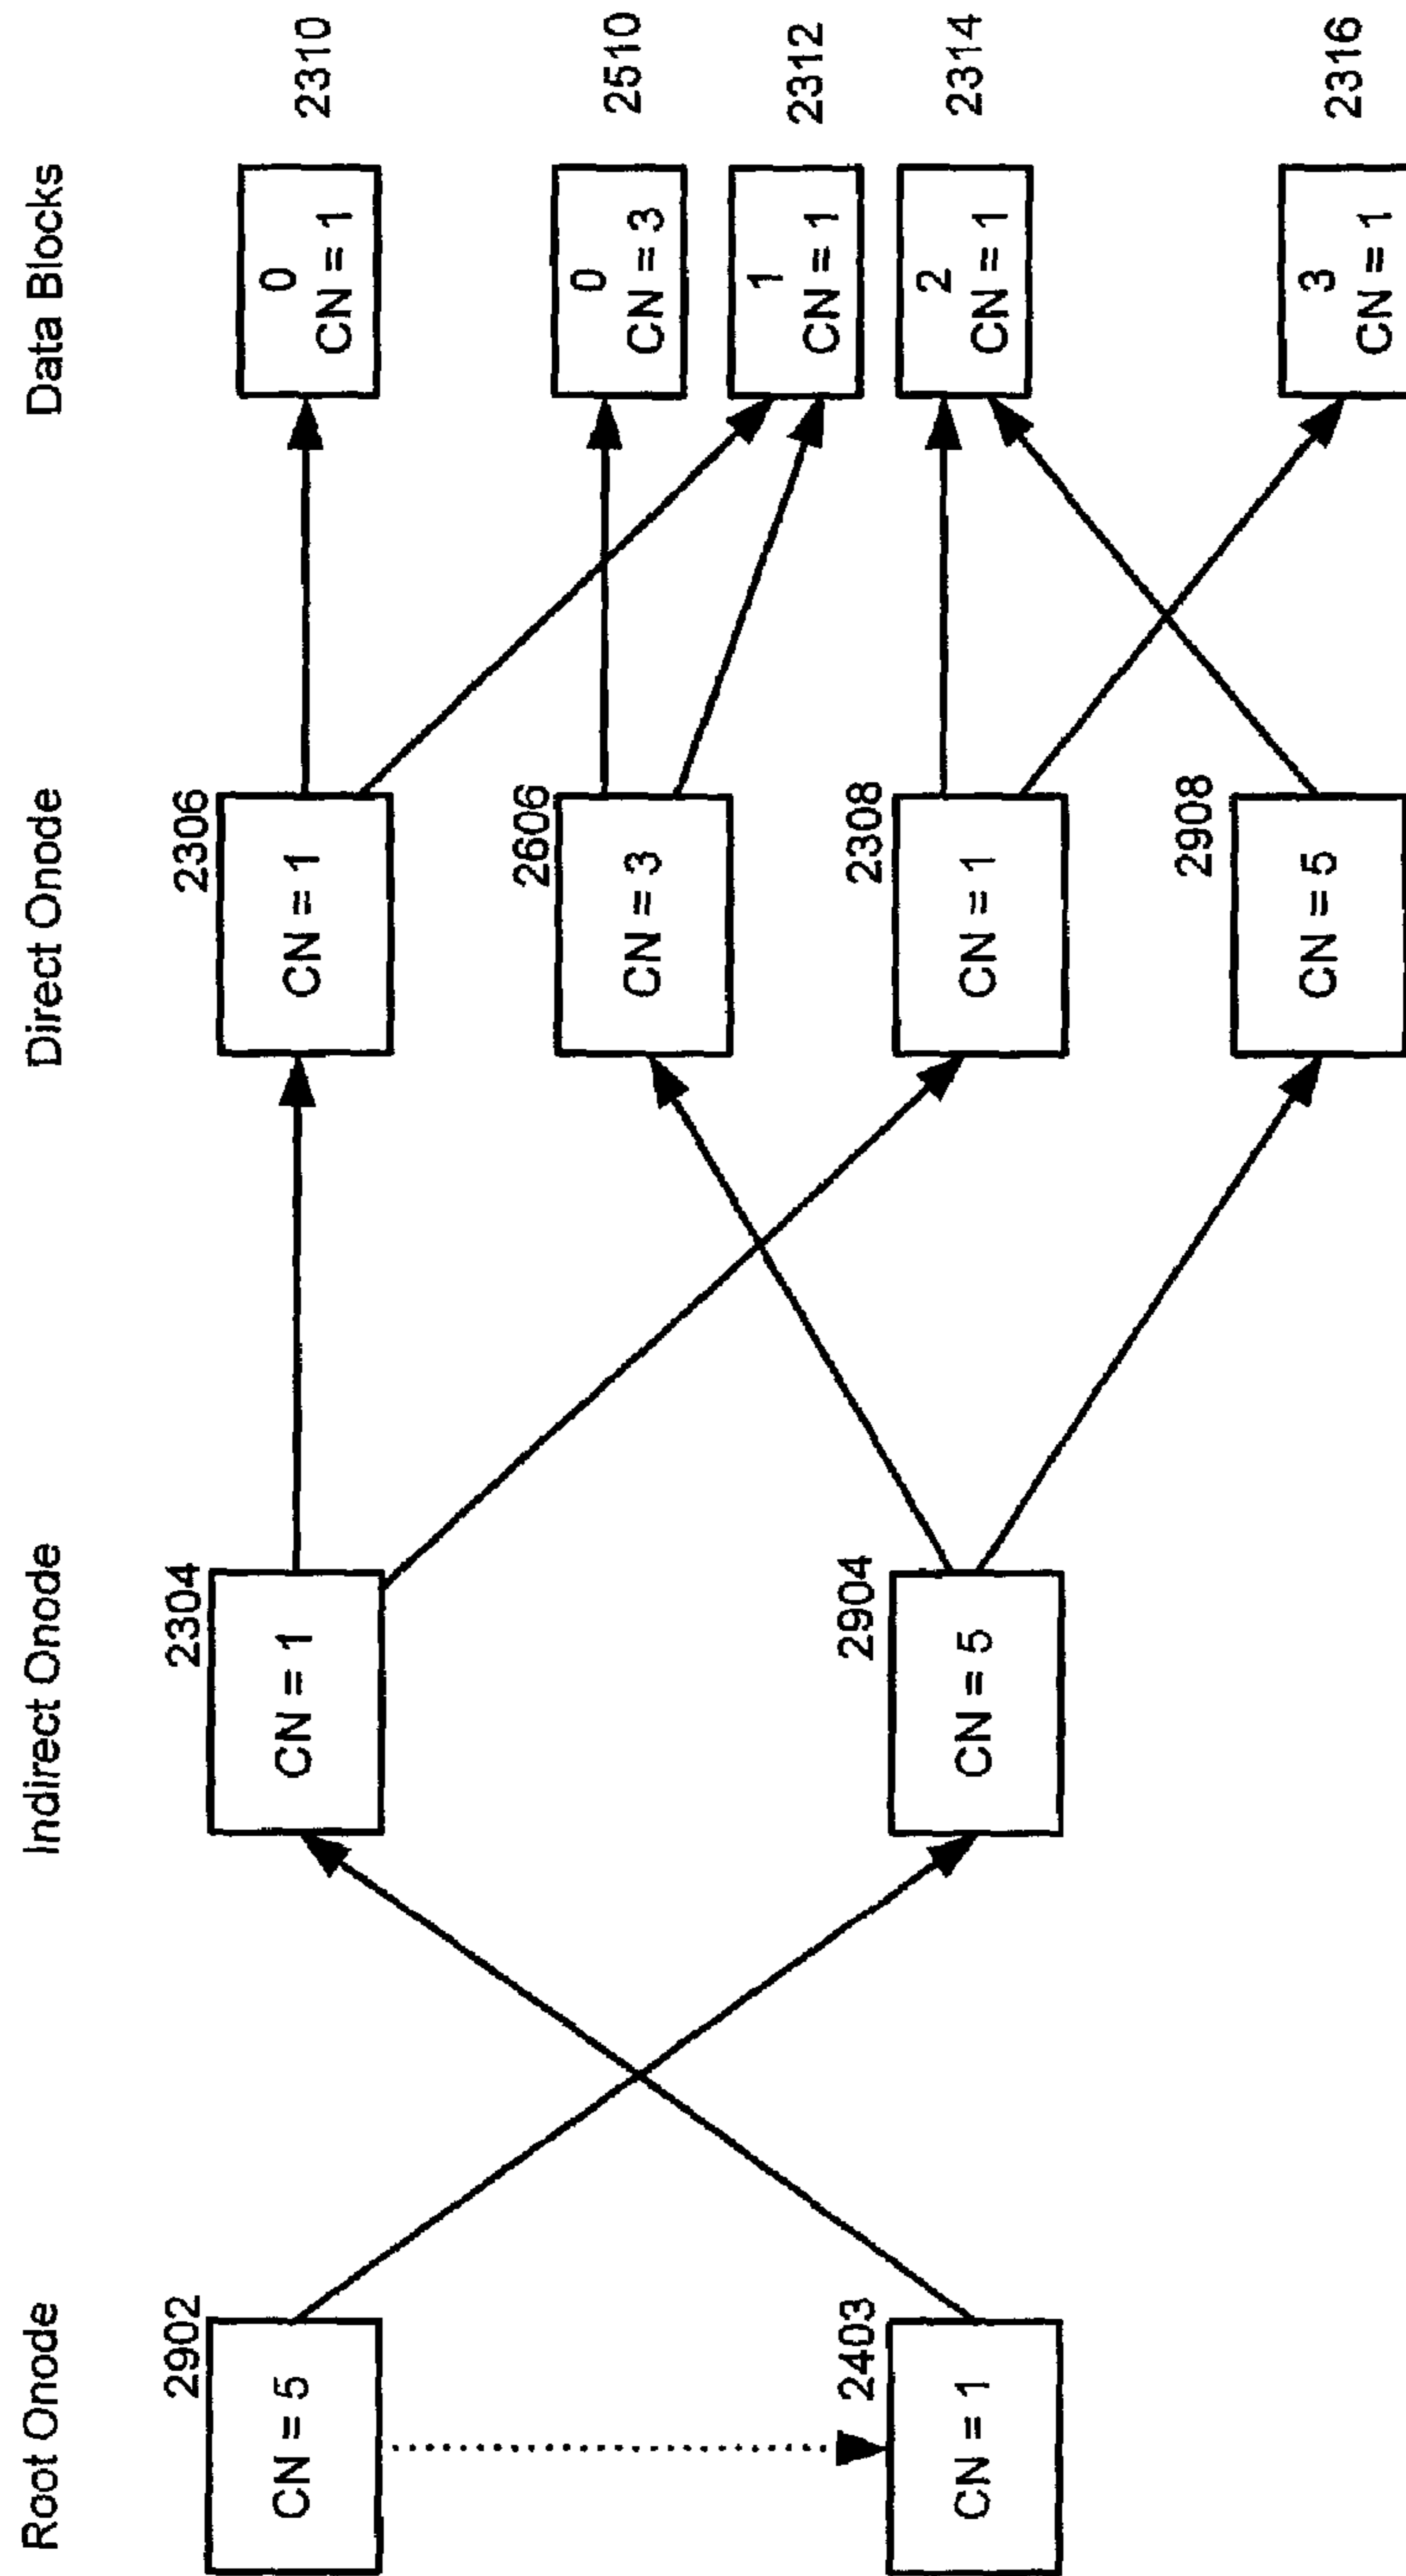 Root Onode
Indirect Onode
Direct Onode
Data Blocks
2902
CN = 5
2304
CN = 1
2306
CN = 1
0
CN = 1
2310
2606
CN = 3
0
CN = 3
2510
1
CN = 1
2312
2403
CN = 1
2904
CN = 5
2308
CN = 1
2
CN = 1
2314
2908
CN = 5
3
CN = 1
2316